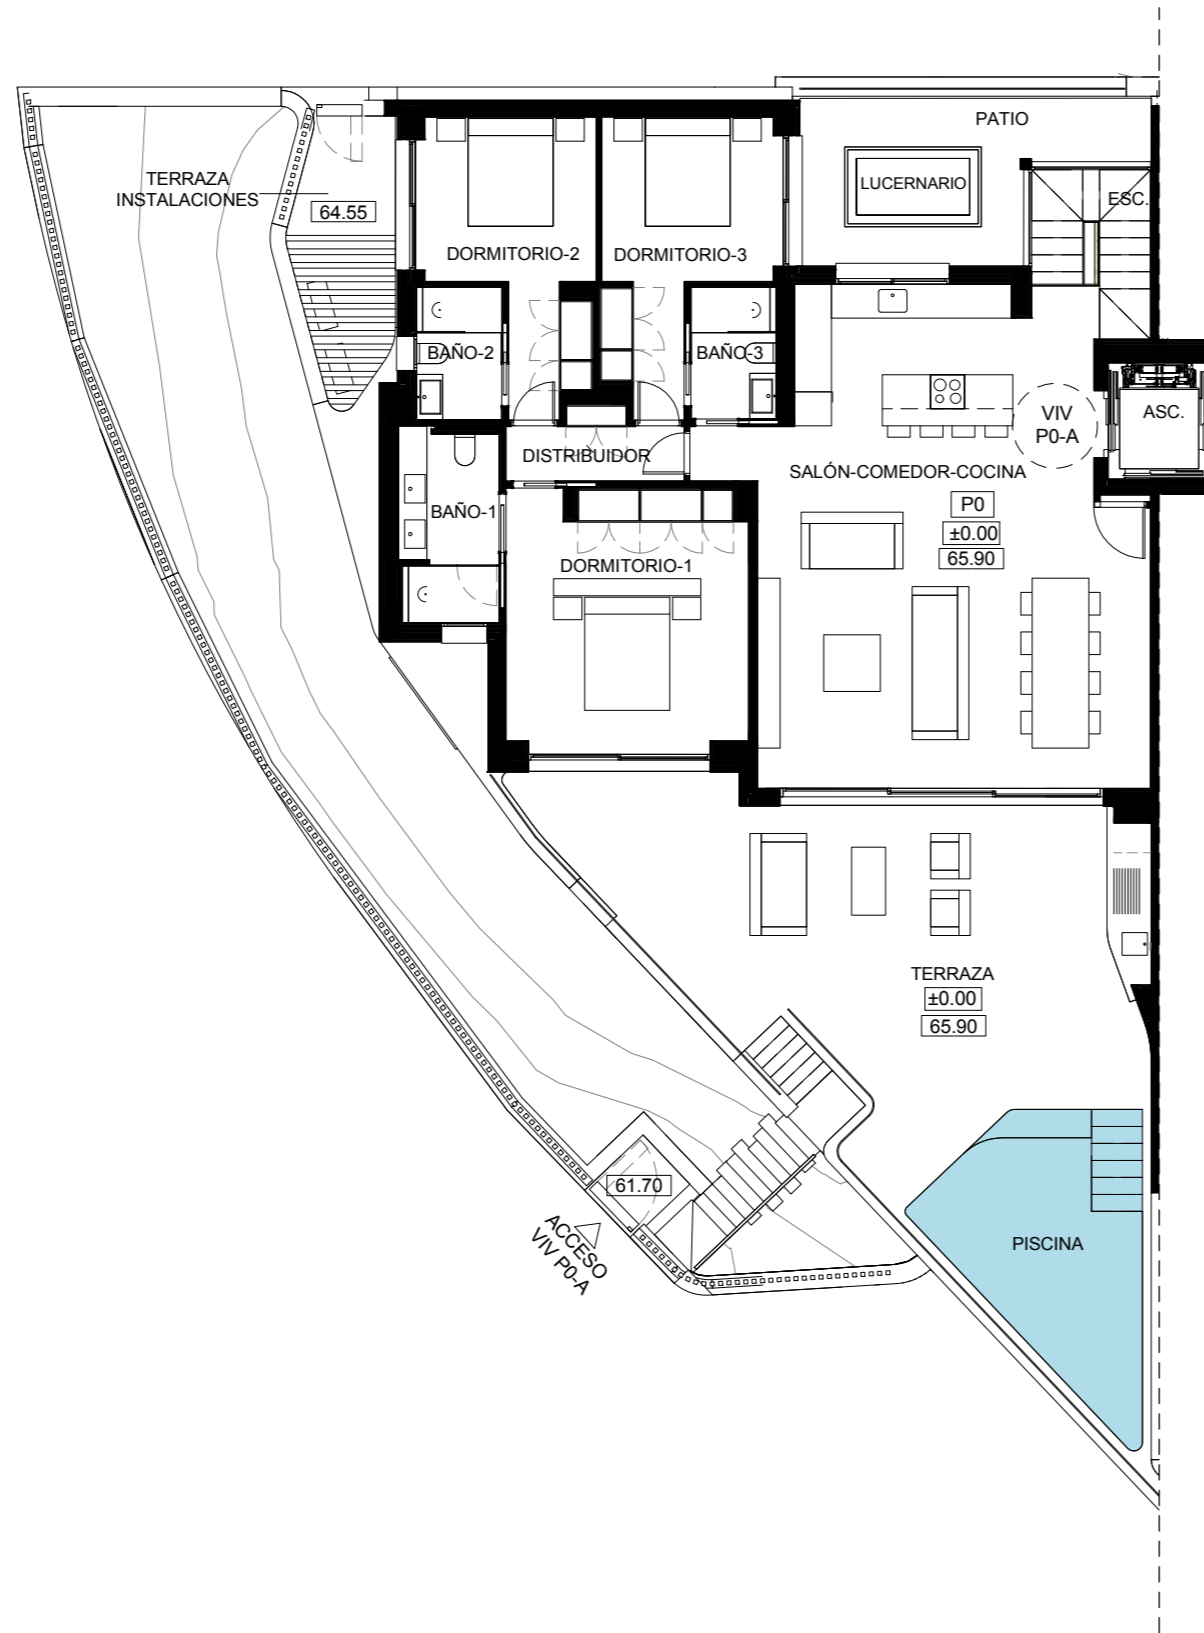 PATIO
TERRAZA
INSTALACIONES
64.55
LUCERNARIO
ESC.
DORMITORIO-2
DORMITORIO-3
BAÑO-2
BAÑO-3
VIV
P0-A
ASC.
DISTRIBUIDOR
SALÓN-COMEDOR-COCINA
P0
±0.00
65.90
BAÑO-1
DORMITORIO-1
TERRAZA
±0.00
65.90
61.70
ACCESO
VIV P0-A
PISCINA